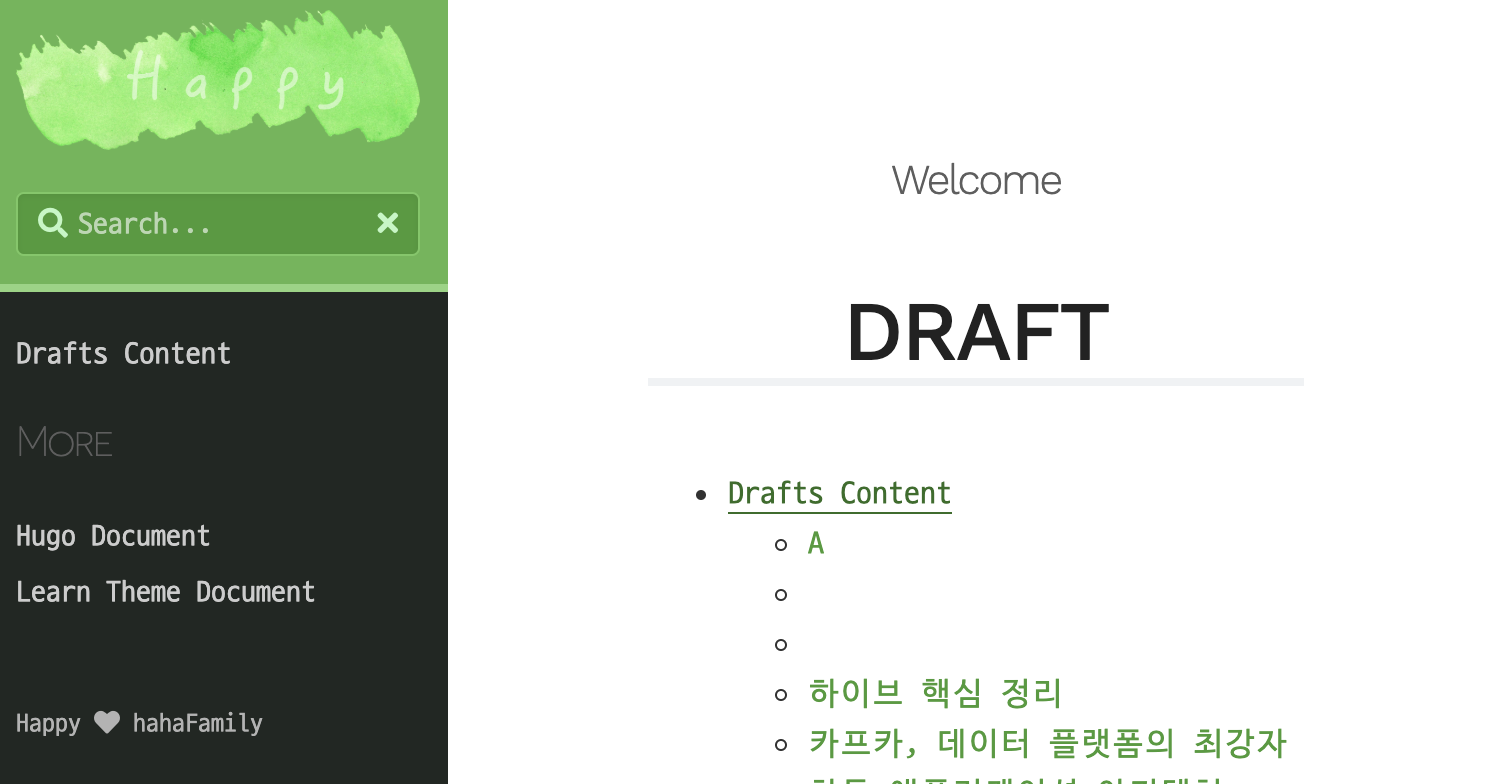 Happy
Search...
Drafts Content
MORE
Hugo Document
Learn Theme Document
Happy hahaFamily
Welcome
DRAFT
Drafts Content
A
하이브 핵심 정리
카프카, 데이터 플랫폼의 최강자